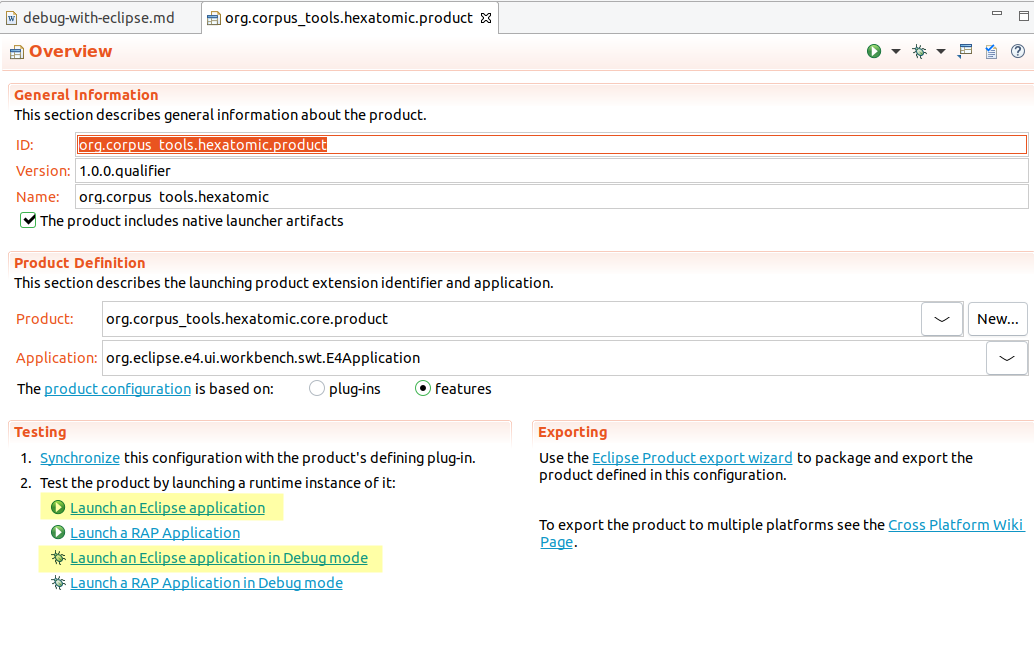 debug-with-eclipse.md
org.corpus_tools.hexatomic.product
Overview
General Information
This section describes general information about the product.
ID: org.corpus_tools.hexatomic.product
Version: 1.0.0.qualifier
Name: org.corpus_tools.hexatomic
The product includes native launcher artifacts
Product Definition
This section describes the launching product extension identifier and application.
Product: org.corpus_tools.hexatomic.core.product New...
Application: org.eclipse.e4.ui.workbench.swt.E4Application
The product configuration is based on: plug-ins features
Testing
1. Synchronize this configuration with the product's defining plug-in.
2. Test the product by launching a runtime instance of it:
Launch an Eclipse application
Launch a RAP Application
Launch an Eclipse application in Debug mode
Launch a RAP Application in Debug mode
Exporting
Use the Eclipse Product export wizard to package and export the
product defined in this configuration.
To export the product to multiple platforms see the Cross Platform Wiki
Page.